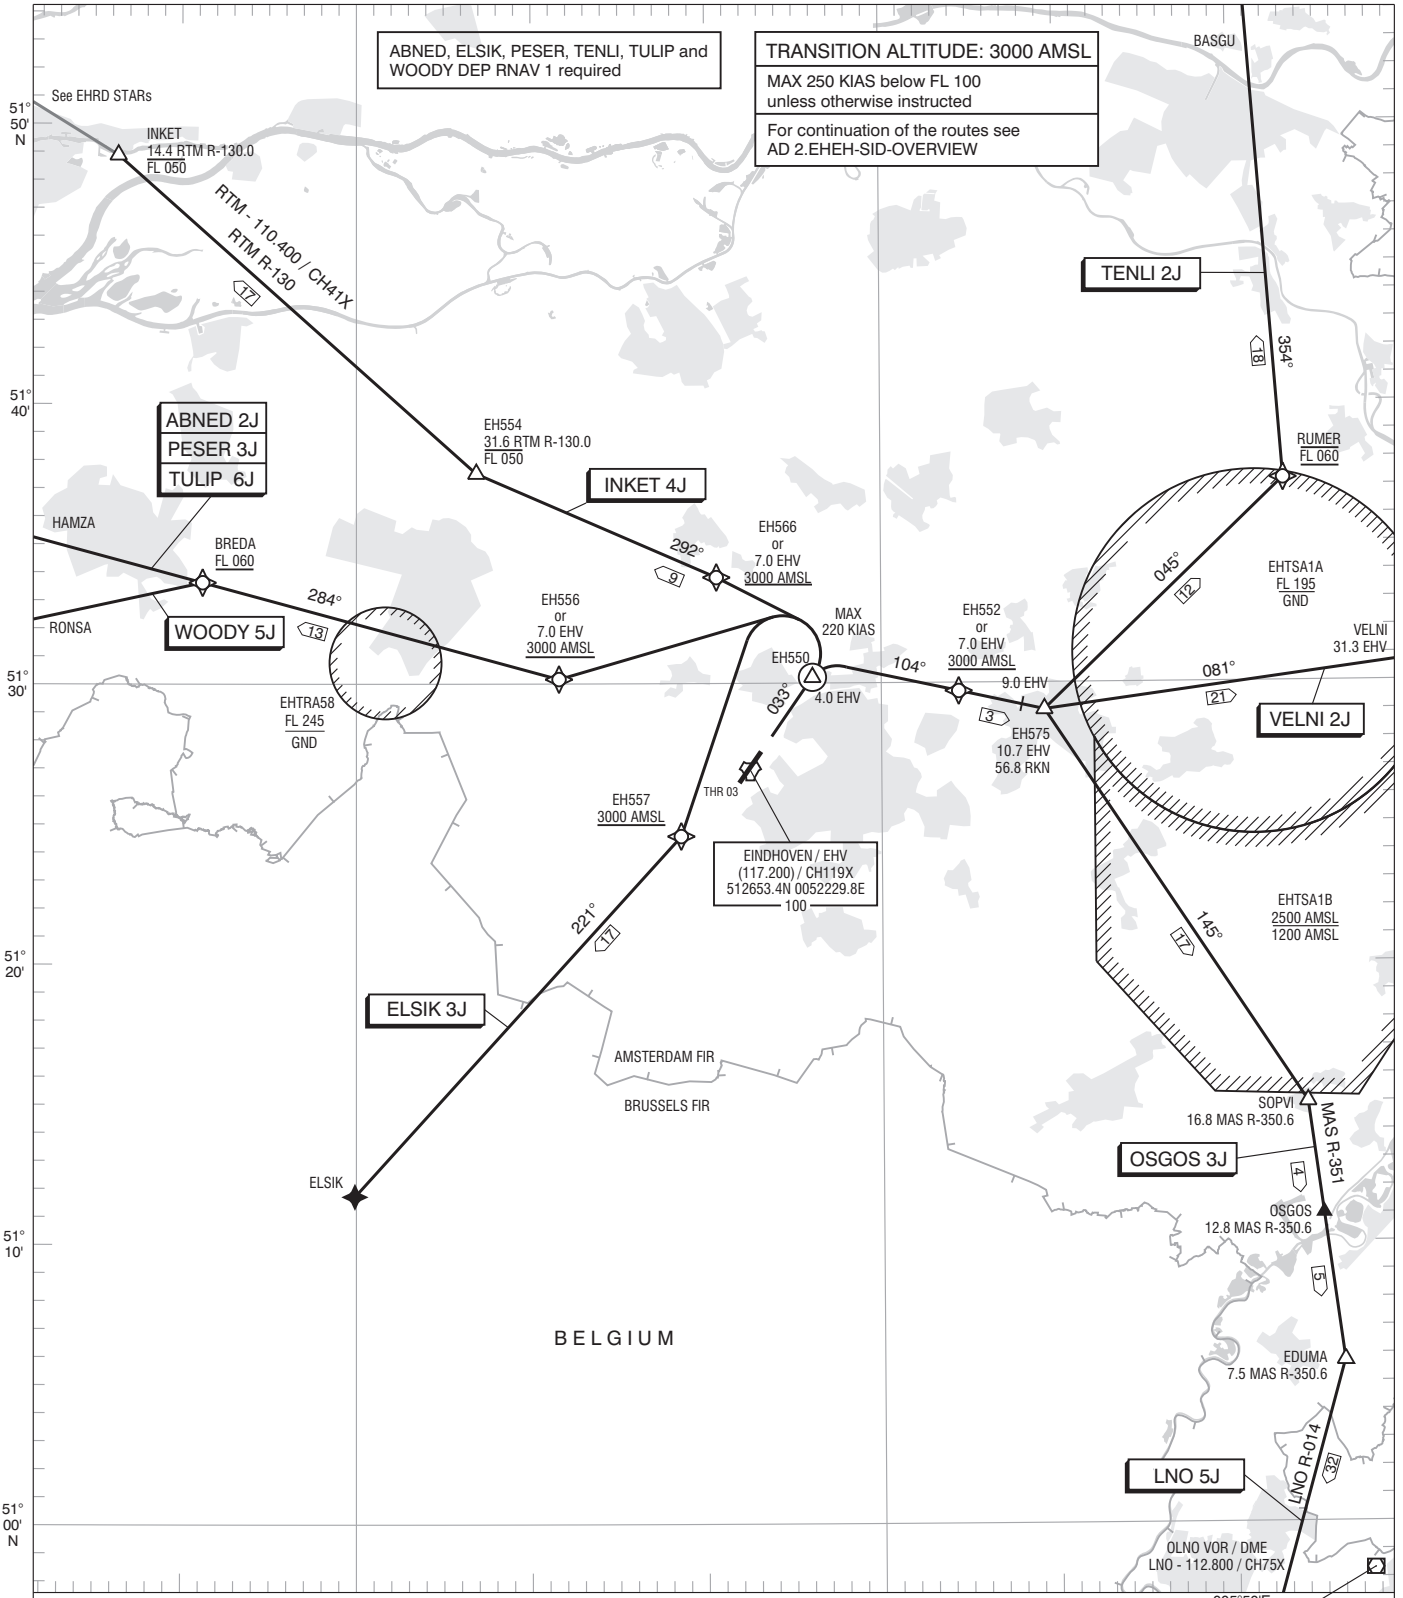 ABNED, ELSIK, PESER, TENLI, TULIP and
WOODY DEP RNAV 1 required
TRANSITION ALTITUDE: 3000 AMSL
MAX 250 KIAS below FL 100
unless otherwise instructed
For continuation of the routes see
AD 2.EHEH-SID-OVERVIEW
BASGU
See EHRD STARs
51°
50'
N
INKET
14.4 RTM R-130.0
FL 050
RTM - 110.400 / CH41X
RTM R-130
17
TENLI 2J
18
354°
51°
40'
ABNED 2J
PESER 3J
TULIP 6J
EH554
31.6 RTM R-130.0
FL 050
INKET 4J
RUMER
FL 060
HAMZA
BREDA
FL 060
284°
13
RONSA
WOODY 5J
292°
9
EH566
or
7.0 EHV
3000 AMSL
EH556
or
7.0 EHV
3000 AMSL
MAX
220 KIAS
EH552
or
7.0 EHV
3000 AMSL
045°
12
EHTSA1A
FL 195
GND
VELNI
31.3 EHV
51°
30'
EH550
4.0 EHV
033°
104°
9.0 EHV
3
081°
21
VELNI 2J
EHTRA58
FL 245
GND
EH575
10.7 EHV
56.8 RKN
THR 03
EH557
3000 AMSL
EINDHOVEN / EHV
(117.200) / CH119X
512653.4N 0052229.8E
100
EHTSA1B
2500 AMSL
1200 AMSL
221°
17
145°
17
51°
20'
ELSIK 3J
AMSTERDAM FIR
BRUSSELS FIR
SOPVI
16.8 MAS R-350.6
MAS R-351
OSGOS 3J
4
ELSIK
OSGOS
12.8 MAS R-350.6
51°
10'
5
BELGIUM
EDUMA
7.5 MAS R-350.6
LNO R-014
32
LNO 5J
51°
00'
N
OLNO VOR / DME
LNO - 112.800 / CH75X